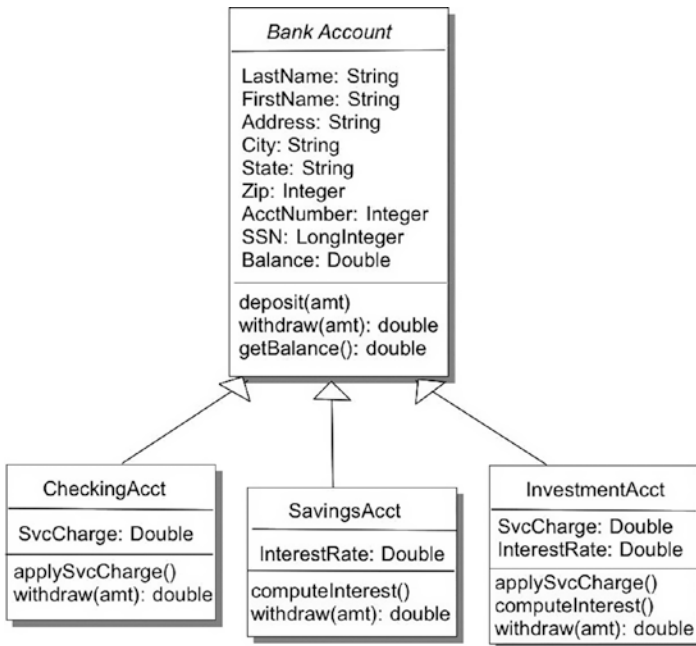 Bank Account
LastName: String
FirstName: String
Address: String
City: String
State: String
Zip: Integer
AcctNumber: Integer
SSN: LongInteger
Balance: Double
deposit(amt)
withdraw(amt): double
getBalance(): double
CheckingAcct
SvcCharge: Double
applySvcCharge()
withdraw(amt): double
SavingsAcct
InterestRate: Double
computeInterest()
withdraw(amt): double
InvestmentAcct
SvcCharge: Double
InterestRate: Double
applySvcCharge()
computeInterest()
withdraw(amt): double